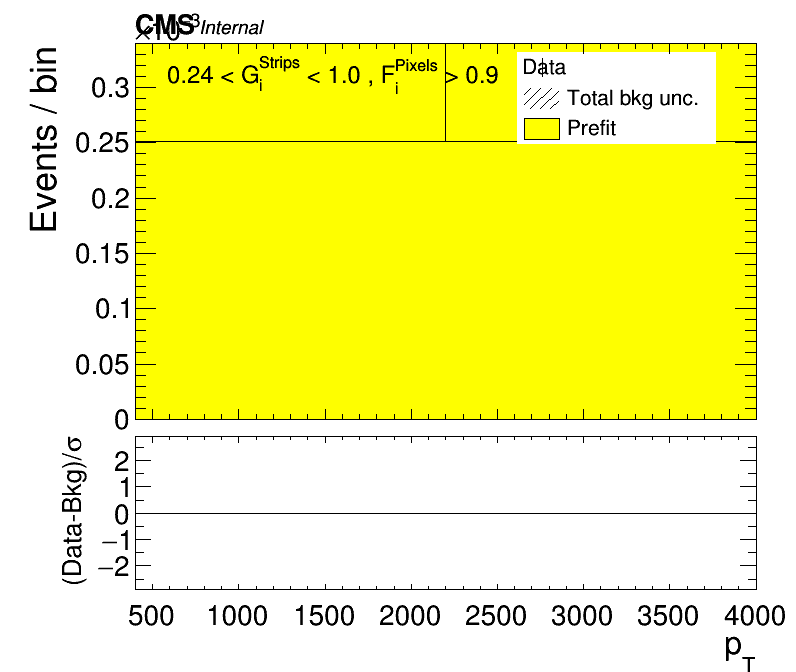 CMS Internal
×10⁻³
0.24 < G_i^Strips < 1.0 , F_i^Pixels > 0.9
Data
Total bkg unc.
Prefit
Events / bin
0.3
0.25
0.2
0.15
0.1
0.05
0
(Data-Bkg)/σ
2
1
0
−1
−2
500 1000 1500 2000 2500 3000 3500 4000
p_T